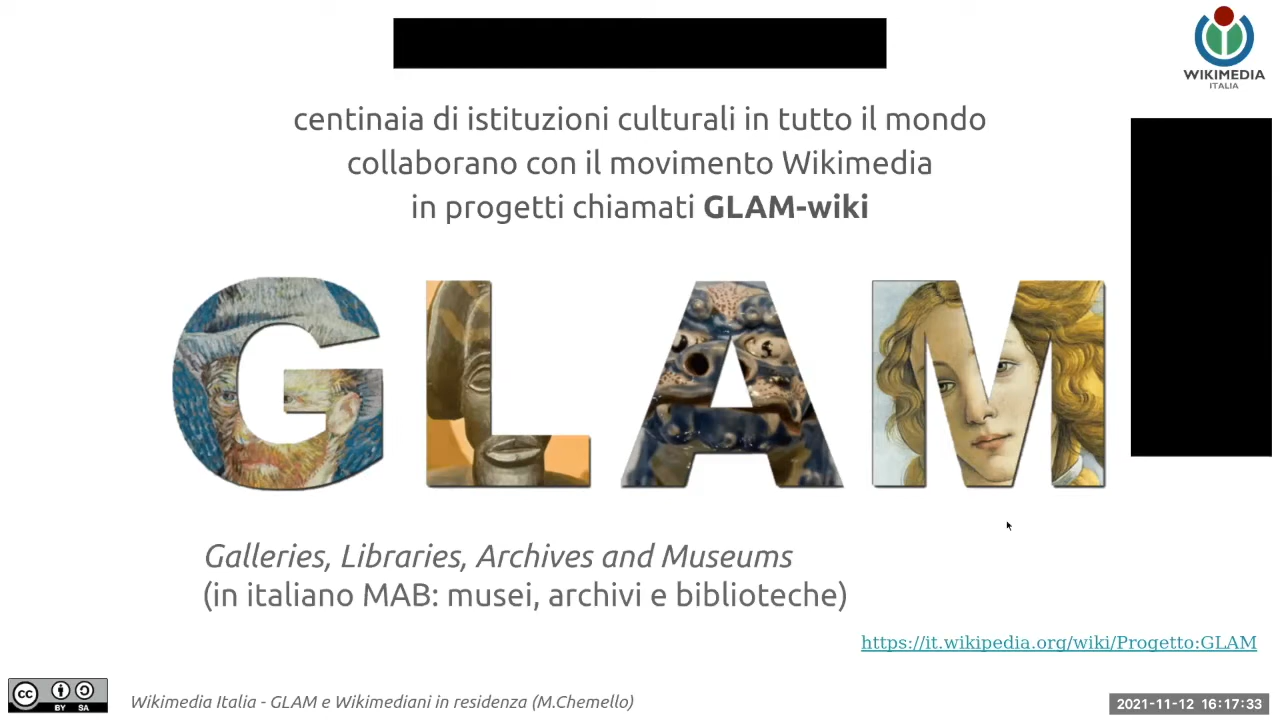 WIKIMEDIA
ITALIA
centinaia di istituzioni culturali in tutto il mondo
collaborano con il movimento Wikimedia
in progetti chiamati GLAM-wiki
GLAM
Galleries, Libraries, Archives and Museums
(in italiano MAB: musei, archivi e biblioteche)
https://it.wikipedia.org/wiki/Progetto:GLAM
cc BY SA
Wikimedia Italia - GLAM e Wikimediani in residenza (M.Chemello)
2021-11-12 16:17:33